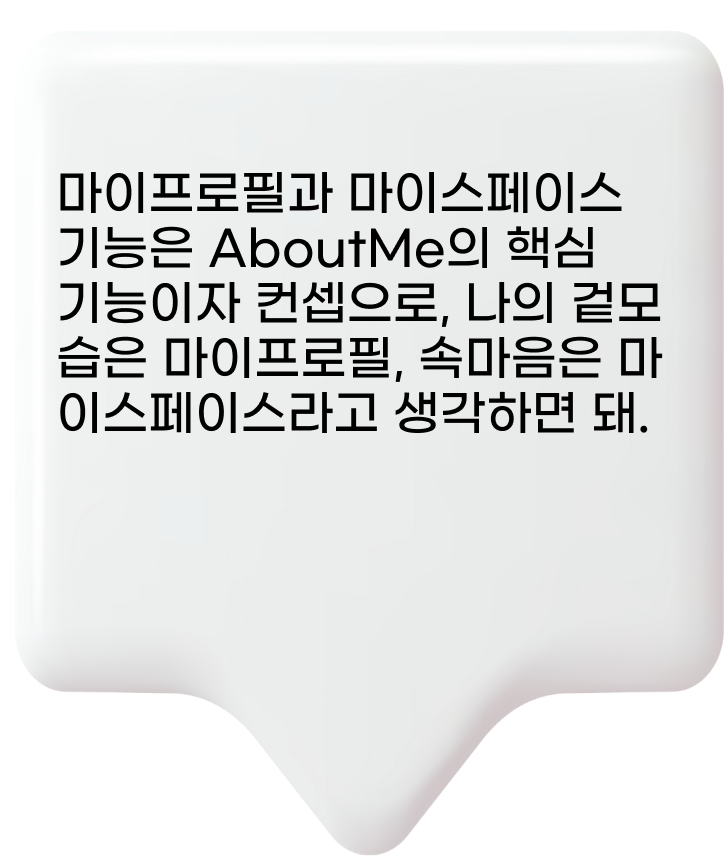 마이프로필과 마이스페이스
기능은 AboutMe의 핵심
기능이자 컨셉으로, 나의 겉모
습은 마이프로필, 속마음은 마
이스페이스라고 생각하면 돼.